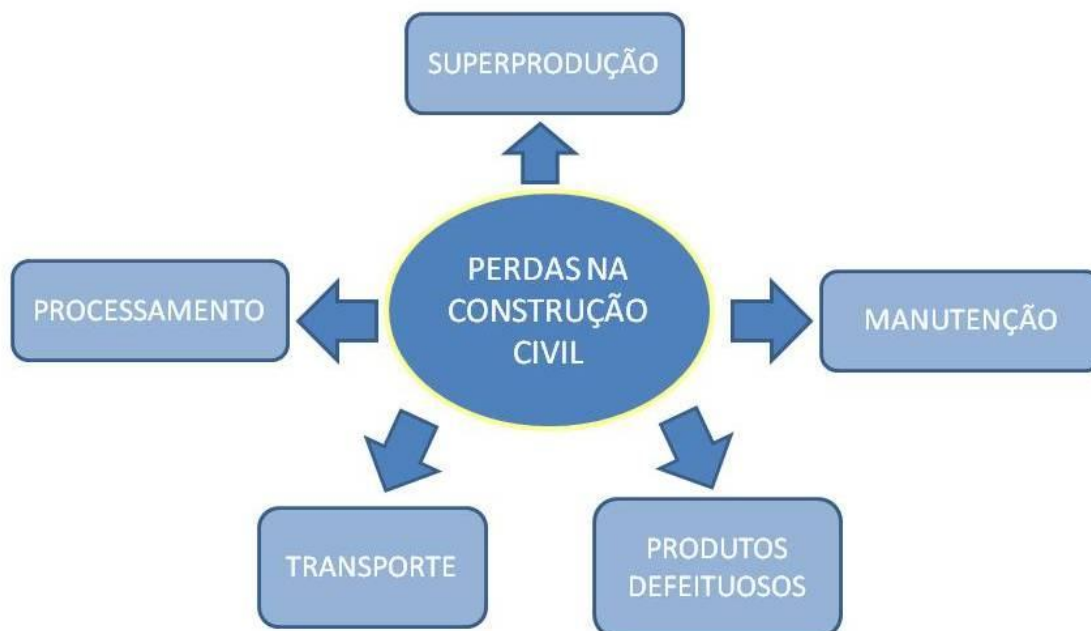 SUPERPRODUÇÃO
PROCESSAMENTO
PERDAS NA
CONSTRUÇÃO
CIVIL
MANUTENÇÃO
TRANSPORTE
PRODUTOS
DEFEITUOSOS